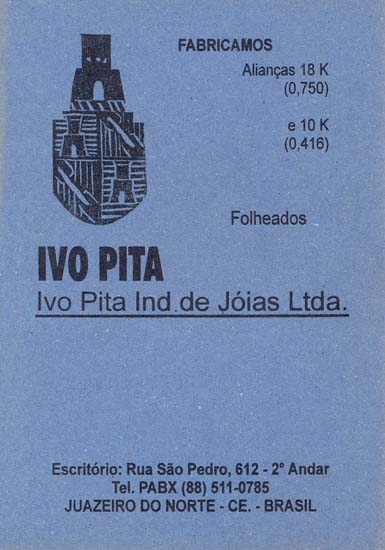 FABRICAMOS
Alianças 18 K
(0,750)
e 10 K
(0,416)
Folheados
IVO PITA
Ivo Pita Ind. de Jóias Ltda.
Escritório: Rua São Pedro, 612 - 2° Andar
Tel. PABX (88) 511-0785
JUAZEIRO DO NORTE - CE. - BRASIL